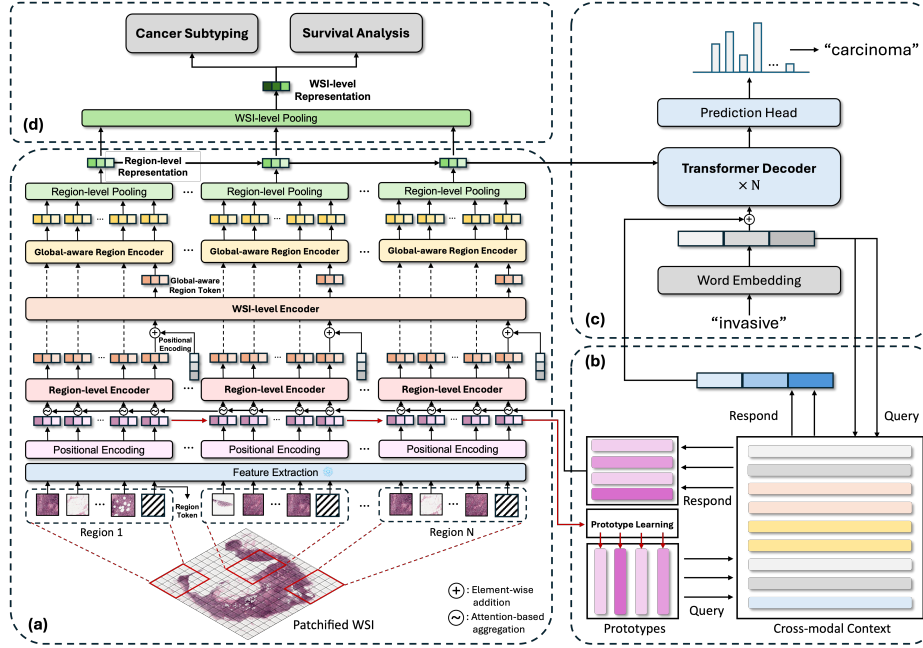 Cancer Subtyping
Survival Analysis
WSI-level
Representation
(d)
WSI-level Pooling
Region-level
Representation
Region-level Pooling
...
Region-level Pooling
...
Region-level Pooling
... ... ...
Global-aware Region Encoder
...
Global-aware Region Encoder
...
Global-aware Region Encoder
Global-aware
Region Token
WSI-level Encoder
Positional
Encoding
... ... ...
Region-level Encoder
...
Region-level Encoder
...
Region-level Encoder
... ... ...
Positional Encoding
...
Positional Encoding
...
Positional Encoding
Feature Extraction
... ... ... ...
Region
Token
Region 1
Region N
Patchified WSI
: Element-wise
addition
: Attention-based
aggregation
(a)
"carcinoma"
...
Prediction Head
Transformer Decoder
× N
Word Embedding
"invasive"
(c)
(b)
Respond
Query
Respond
Prototype Learning
Query
Prototypes
Cross-modal Context